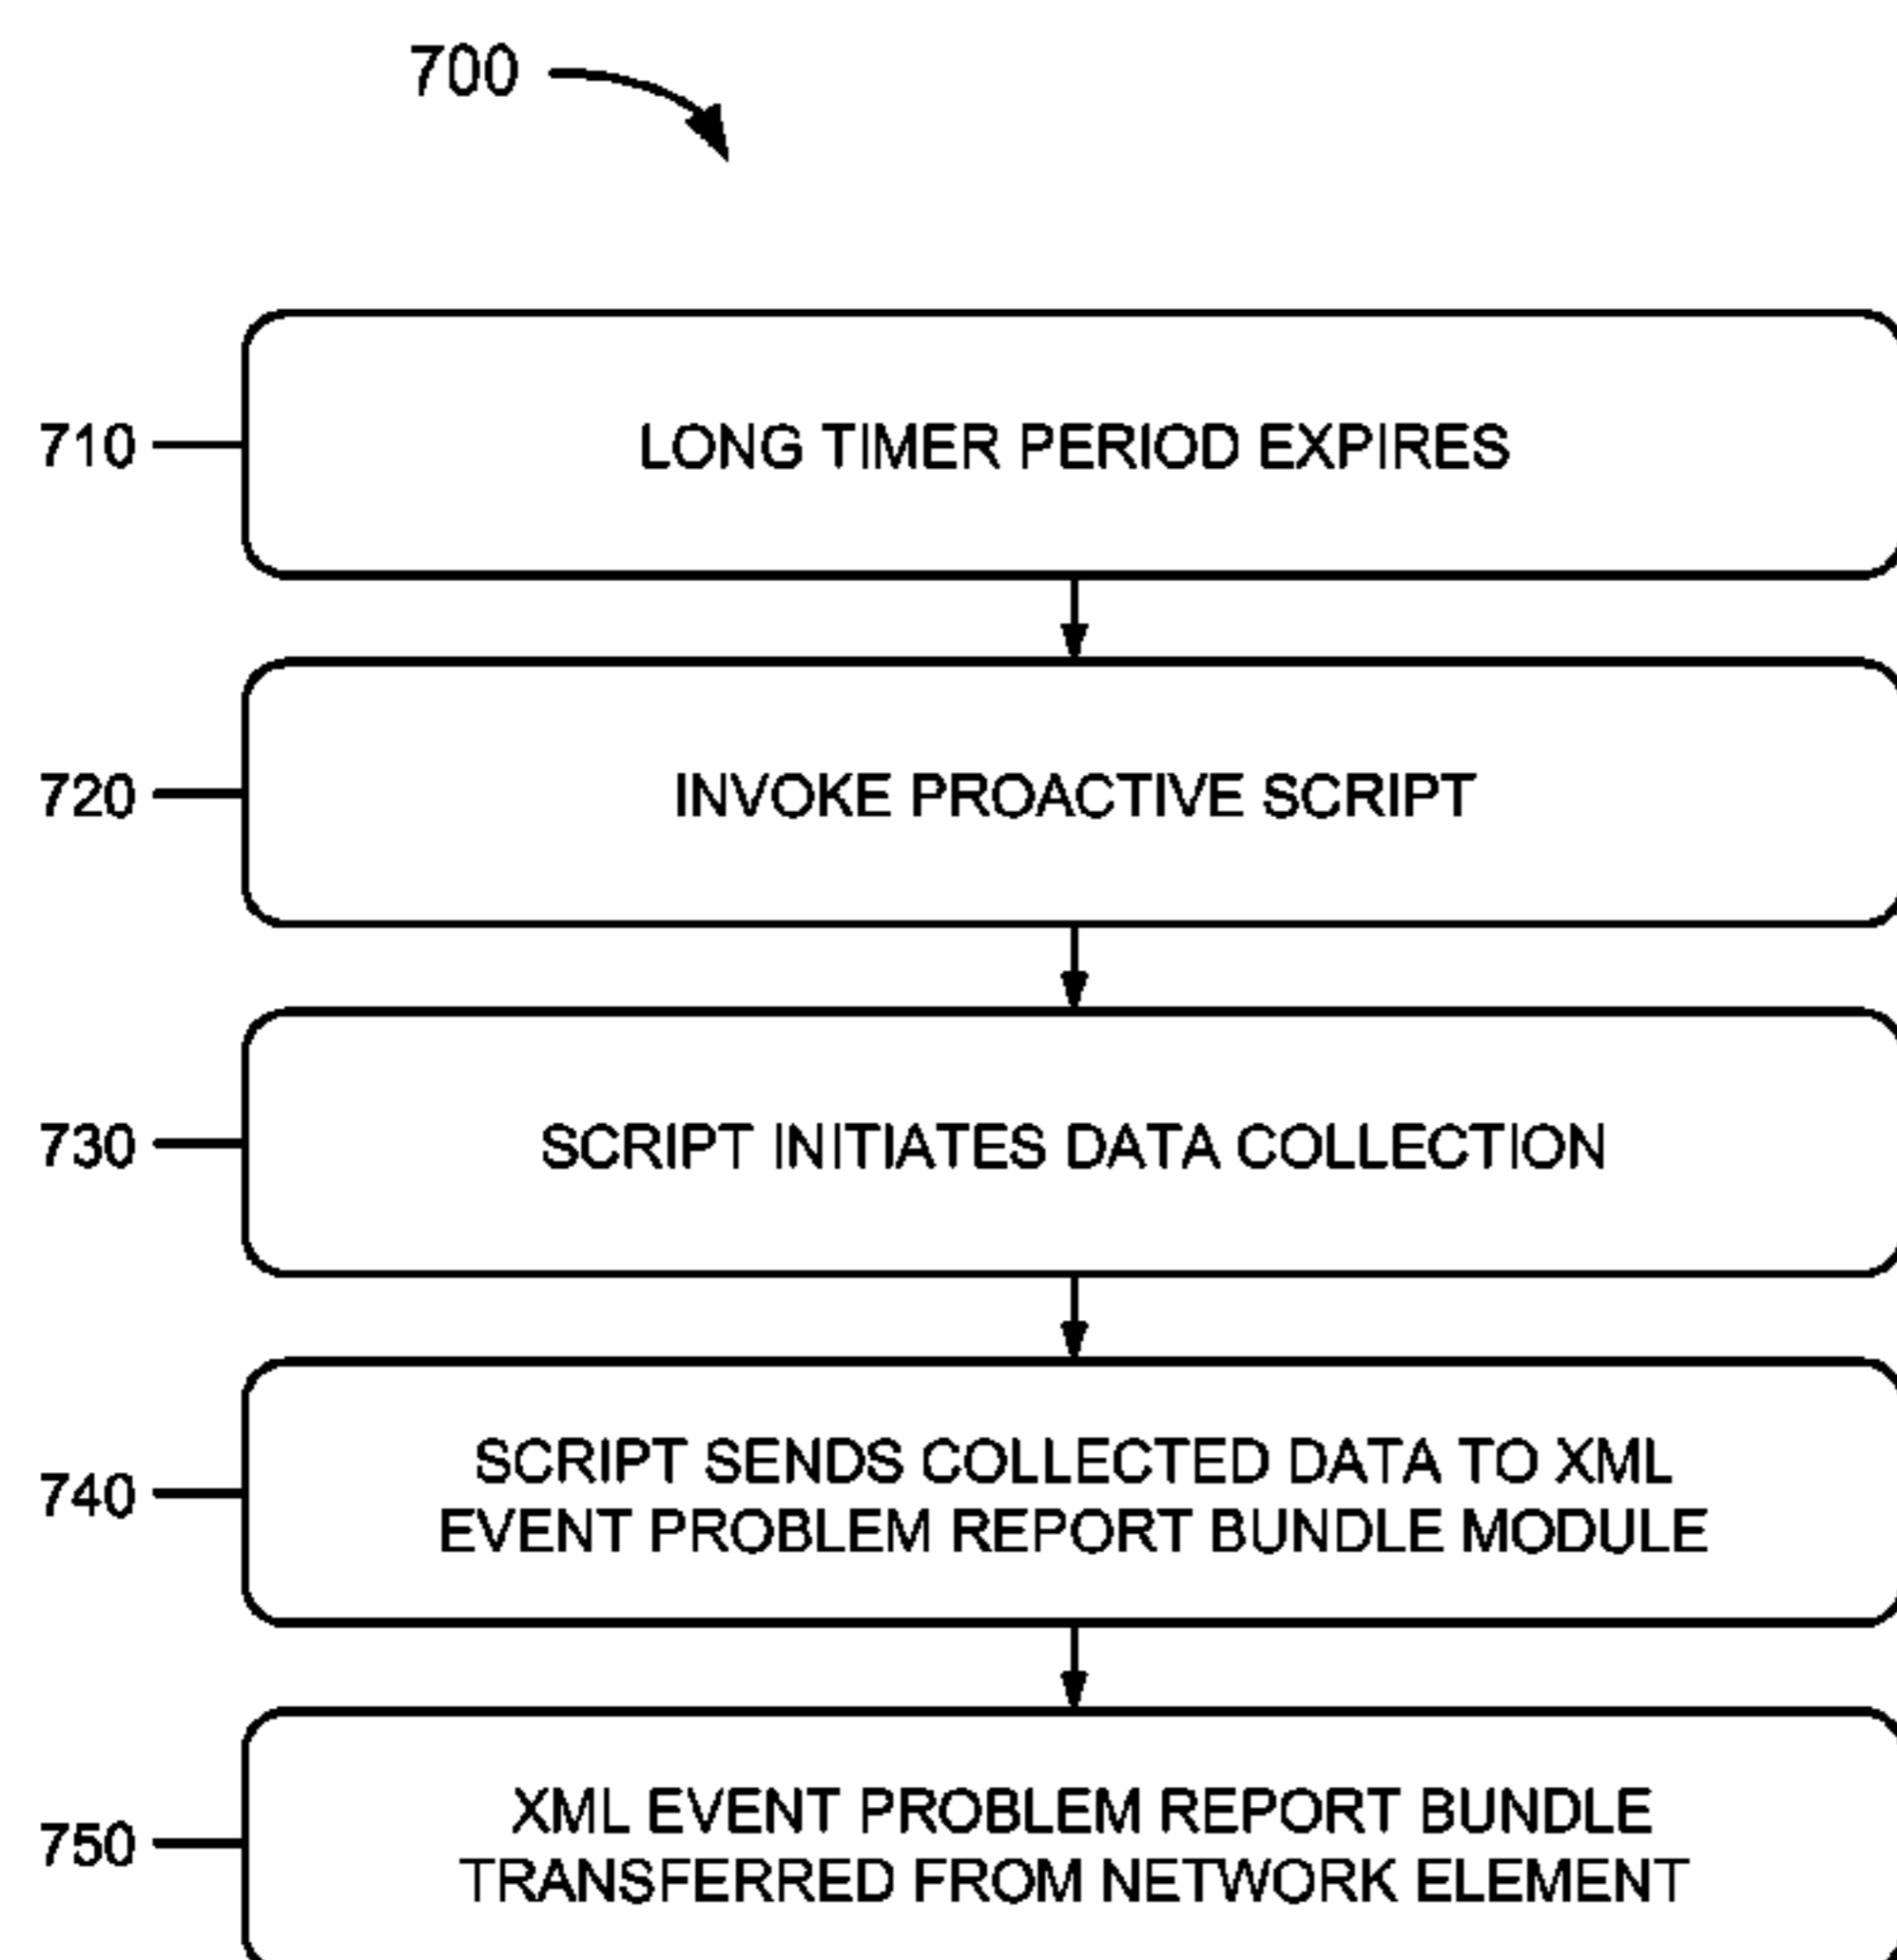 700
710
LONG TIMER PERIOD EXPIRES
720
INVOKE PROACTIVE SCRIPT
730
SCRIPT INITIATES DATA COLLECTION
740
SCRIPT SENDS COLLECTED DATA TO XML
EVENT PROBLEM REPORT BUNDLE MODULE
750
XML EVENT PROBLEM REPORT BUNDLE
TRANSFERRED FROM NETWORK ELEMENT